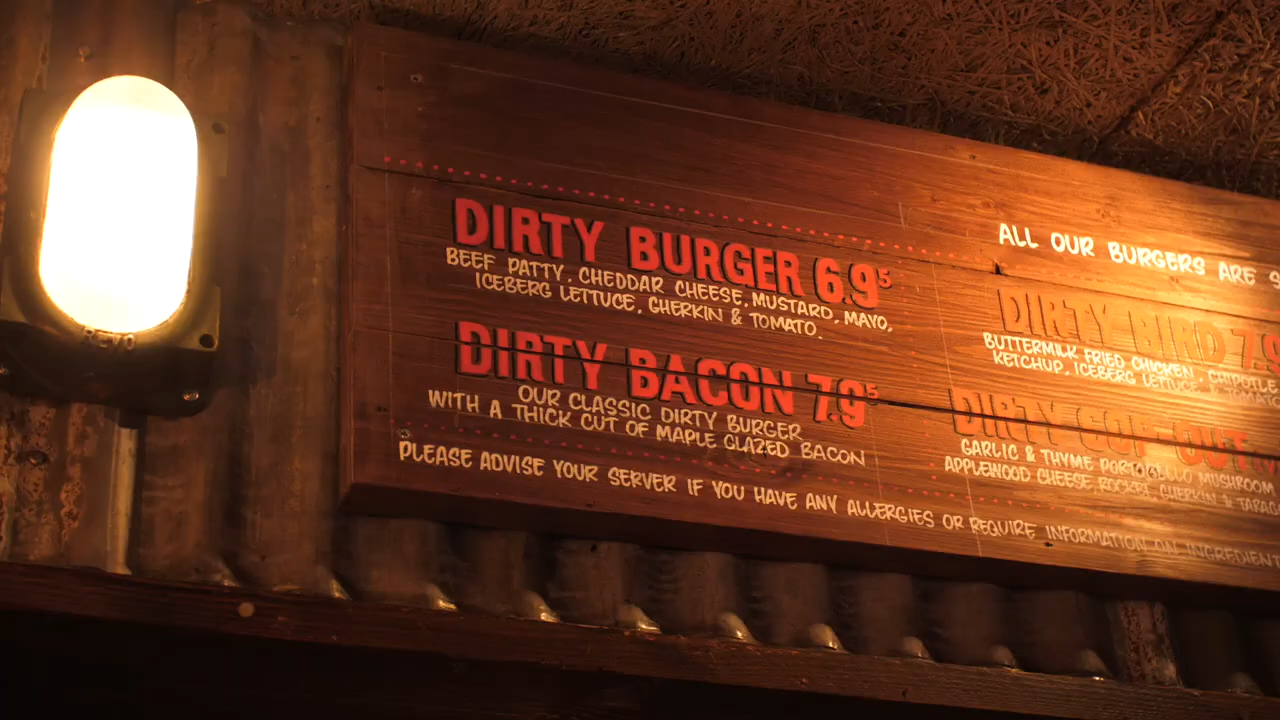 DIRTY BURGER 6.95
BEEF PATTY, CHEDDAR CHEESE, MUSTARD, MAYO,
ICEBERG LETTUCE, GHERKIN & TOMATO.
DIRTY BACON 7.95
OUR CLASSIC DIRTY BURGER
WITH A THICK CUT OF MAPLE GLAZED BACON
ALL OUR BURGERS ARE
DIRTY BIRD 7.9
BUTTERMILK FRIED CHICKEN, CHIPOTLE
KETCHUP, ICEBERG LETTUCE
DIRTY COP-OUT
GARLIC & THYME PORTOBELLO MUSHROOM
APPLEWOOD CHEESE, ROCKET, GHERKIN &
PLEASE ADVISE YOUR SERVER IF YOU HAVE ANY ALLERGIES OR REQUIRE INFORMATION ON INGREDIENT
REVO